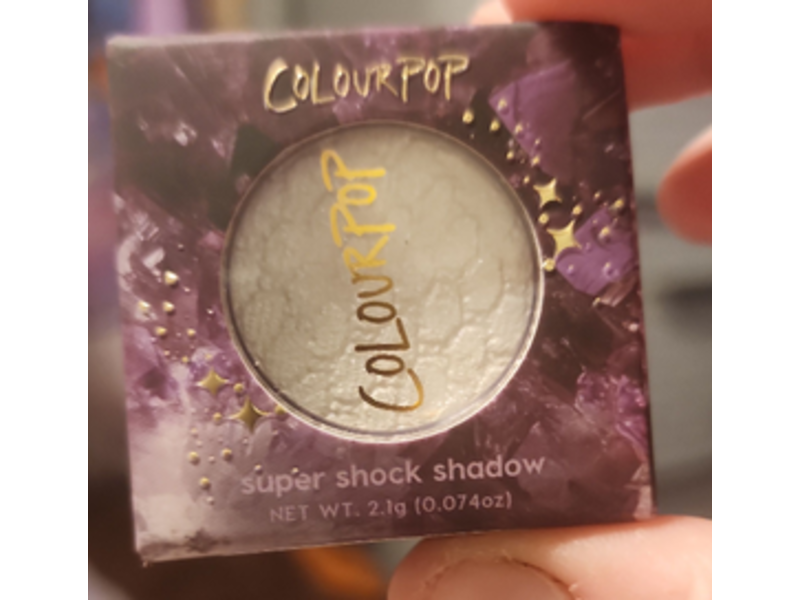 COLOURPOP
COLOURPOP
super shock shadow
NET WT. 2.1g (0.074oz)